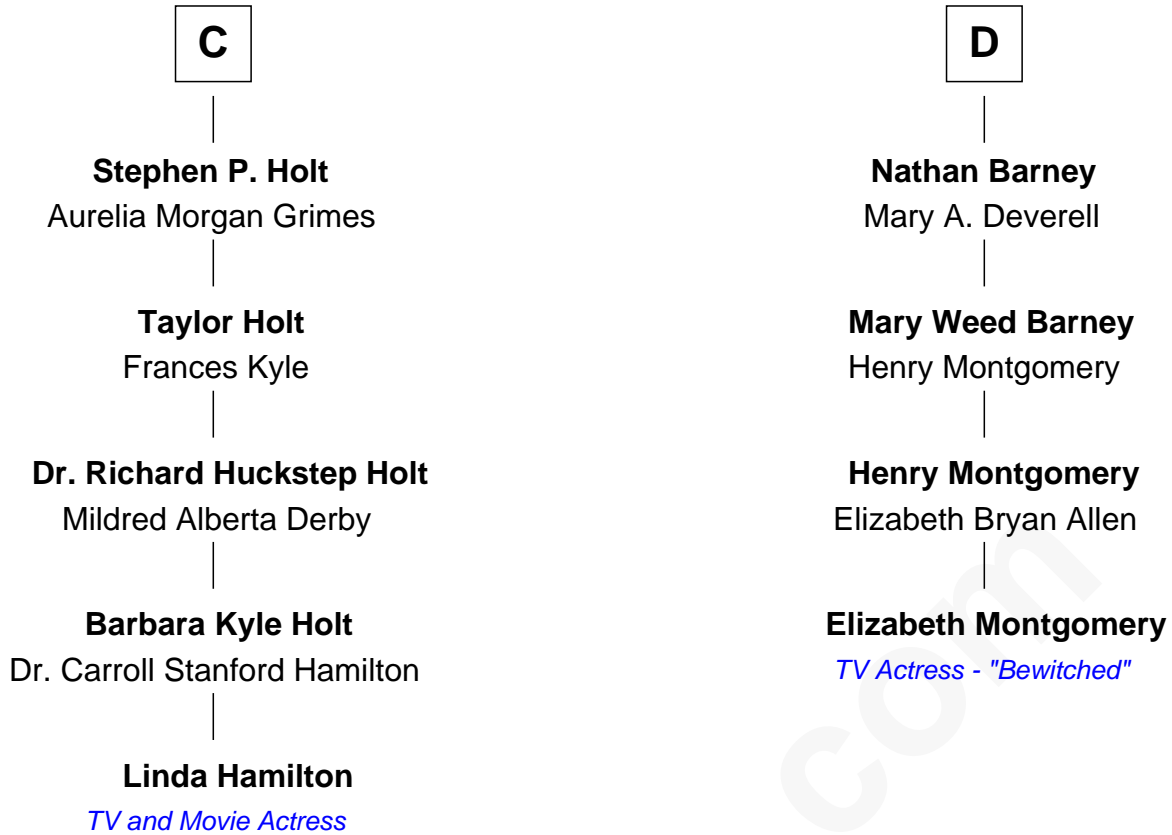 C
Stephen P. Holt
Aurelia Morgan Grimes
Taylor Holt
Frances Kyle
Dr. Richard Huckstep Holt
Mildred Alberta Derby
Barbara Kyle Holt
Dr. Carroll Stanford Hamilton
Linda Hamilton
TV and Movie Actress
D
Nathan Barney
Mary A. Deverell
Mary Weed Barney
Henry Montgomery
Henry Montgomery
Elizabeth Bryan Allen
Elizabeth Montgomery
TV Actress - "Bewitched"
com